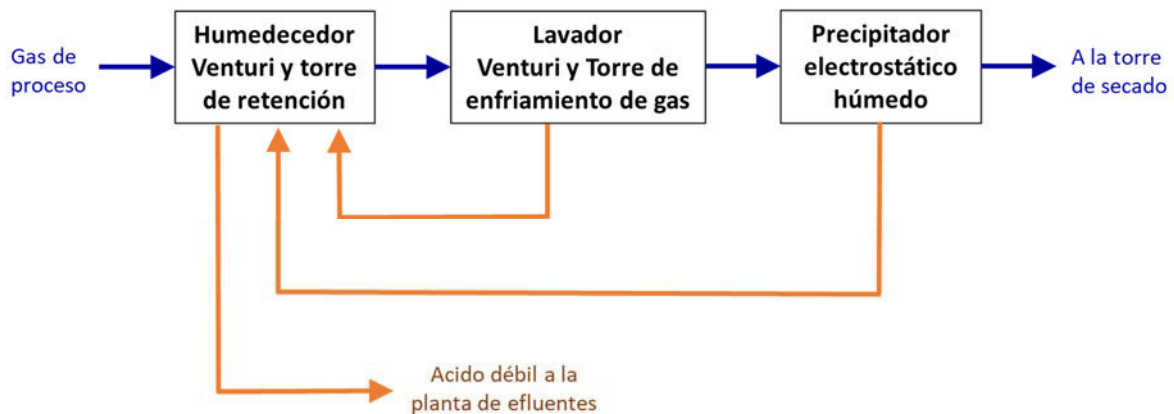 Gas de
proceso
Humedecedor
Venturi y torre
de retención
Lavador
Venturi y Torre de
enfriamiento de gas
Precipitador
electrostático
húmedo
A la torre
de secado
Acido débil a la
planta de efluentes